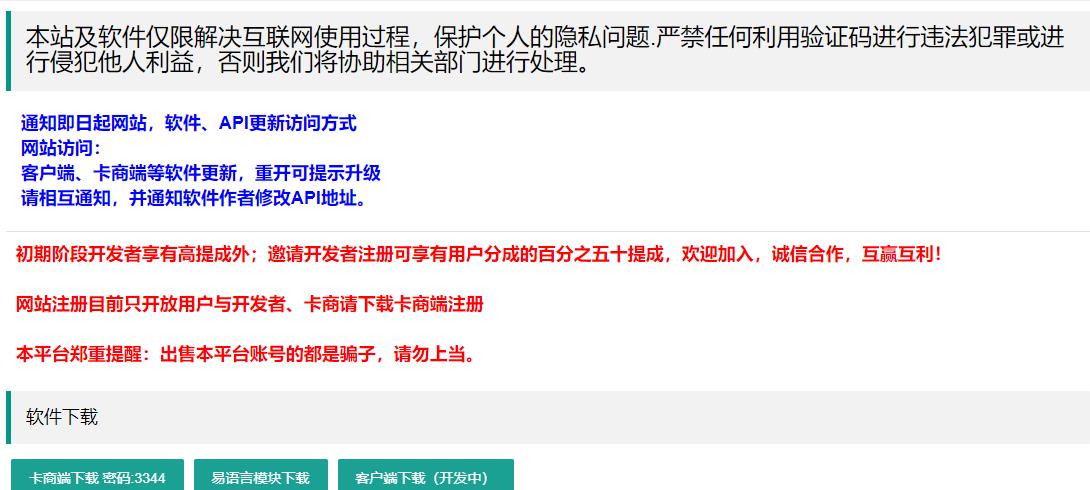 本站及软件仅限解决互联网使用过程，保护个人的隐私问题.严禁任何利用验证码进行违法犯罪或进
行侵犯他人利益，否则我们将协助相关部门进行处理。
通知即日起网站，软件、API更新访问方式
网站访问：
客户端、卡商端等软件更新，重开可提示升级
请相互通知，并通知软件作者修改API地址。
初期阶段开发者享有高提成外；邀请开发者注册可享有用户分成的百分之五十提成，欢迎加入，诚信合作，互赢互利！
网站注册目前只开放用户与开发者、卡商请下载卡商端注册
本平台郑重提醒：出售本平台账号的都是骗子，请勿上当。
软件下载
卡商端下载 密码:3344 易语言模块下载 客户端下载（开发中）